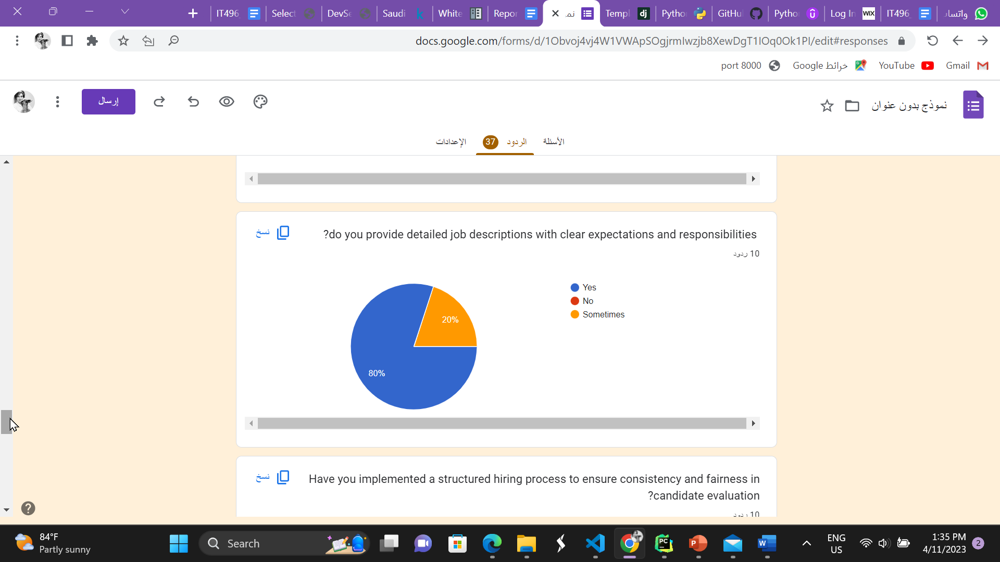 IT496
Select
DevSe
Saudi
White
Repor
نمـ
Templ
Pytho
GitHu
Pytho
Log In
IT496_
واتساب
docs.google.com/forms/d/1Obvoj4vj4W1VWApSOgjrmIwzjb8XewDgT1IOq0Ok1PI/edit#responses
port 8000
خرائط Google
YouTube
Gmail
إرسال
نموذج بدون عنوان
الأسئلة
الردود 37
الإعدادات
do you provide detailed job descriptions with clear expectations and responsibilities?
نسخ
10 ردود
Yes
No
Sometimes
20%
80%
Have you implemented a structured hiring process to ensure consistency and fairness in
candidate evaluation?
نسخ
10 ردود
84°F
Partly sunny
Search
ENG
US
1:35 PM
4/11/2023
2